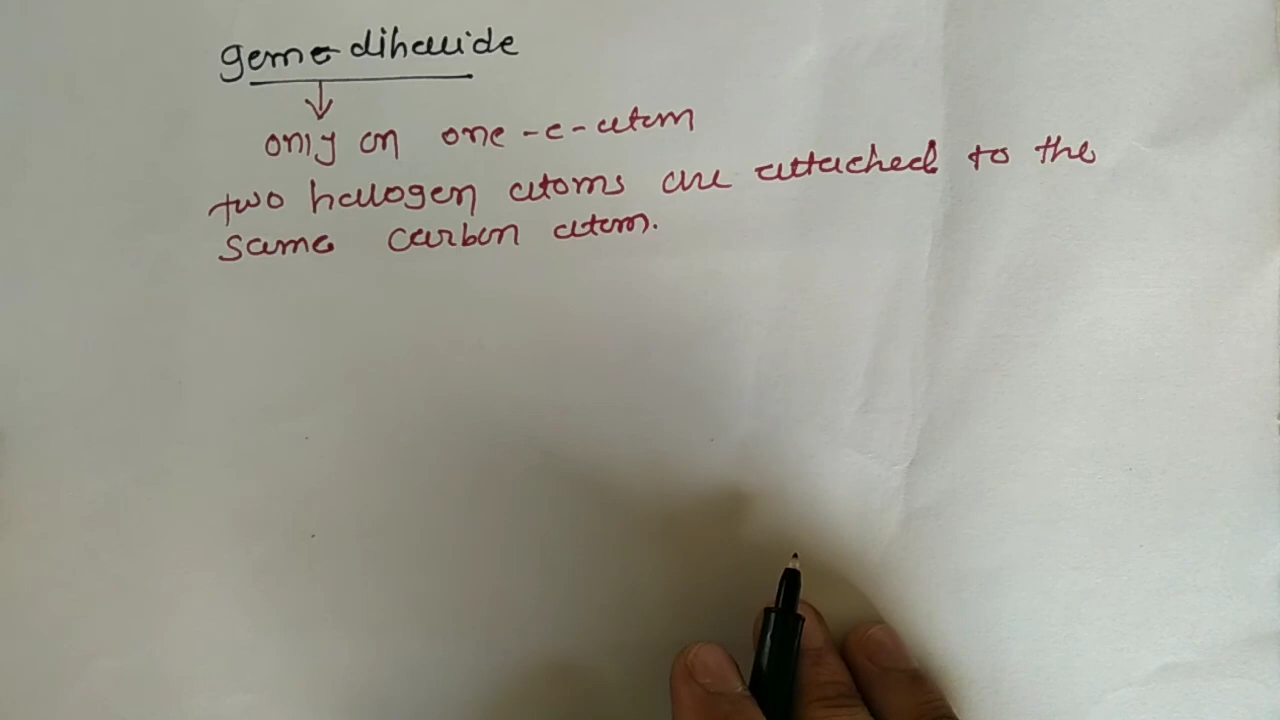 gem-dihalide
only on one-c-atom
two halogen atoms are attached to the
same carbon atom.